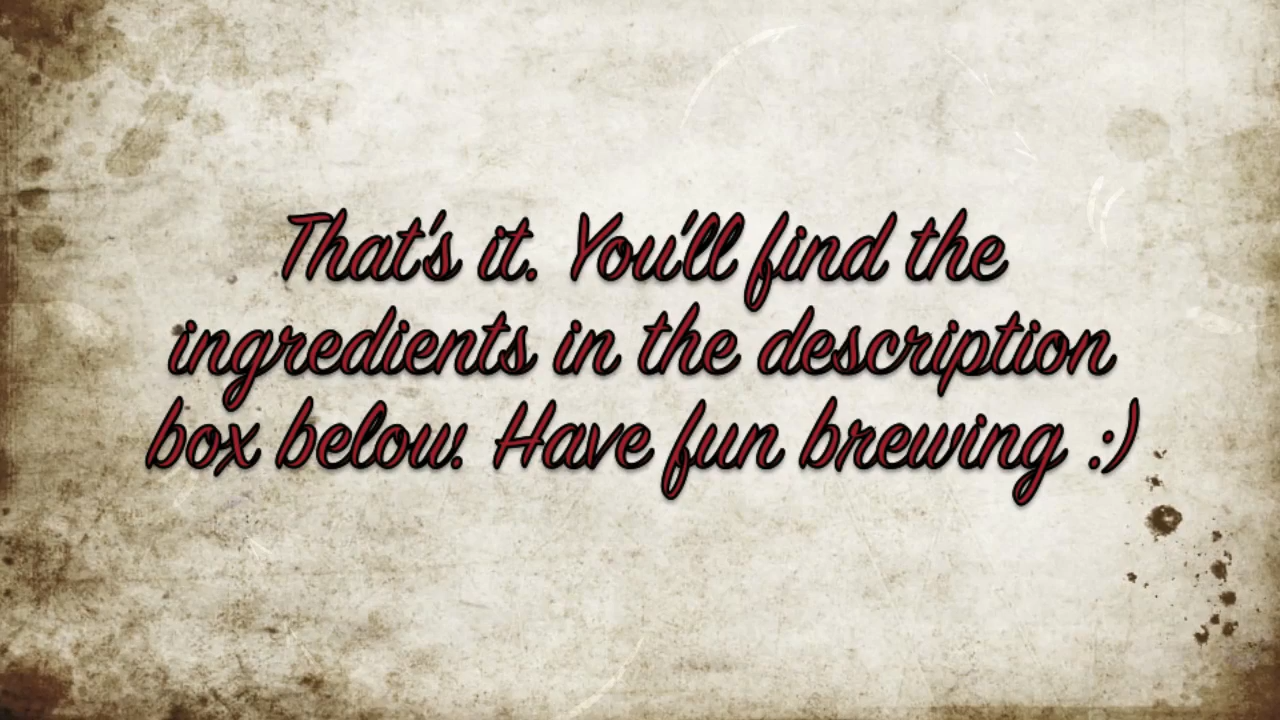 That's it. You'll find the
ingredients in the description
box below. Have fun brewing :)